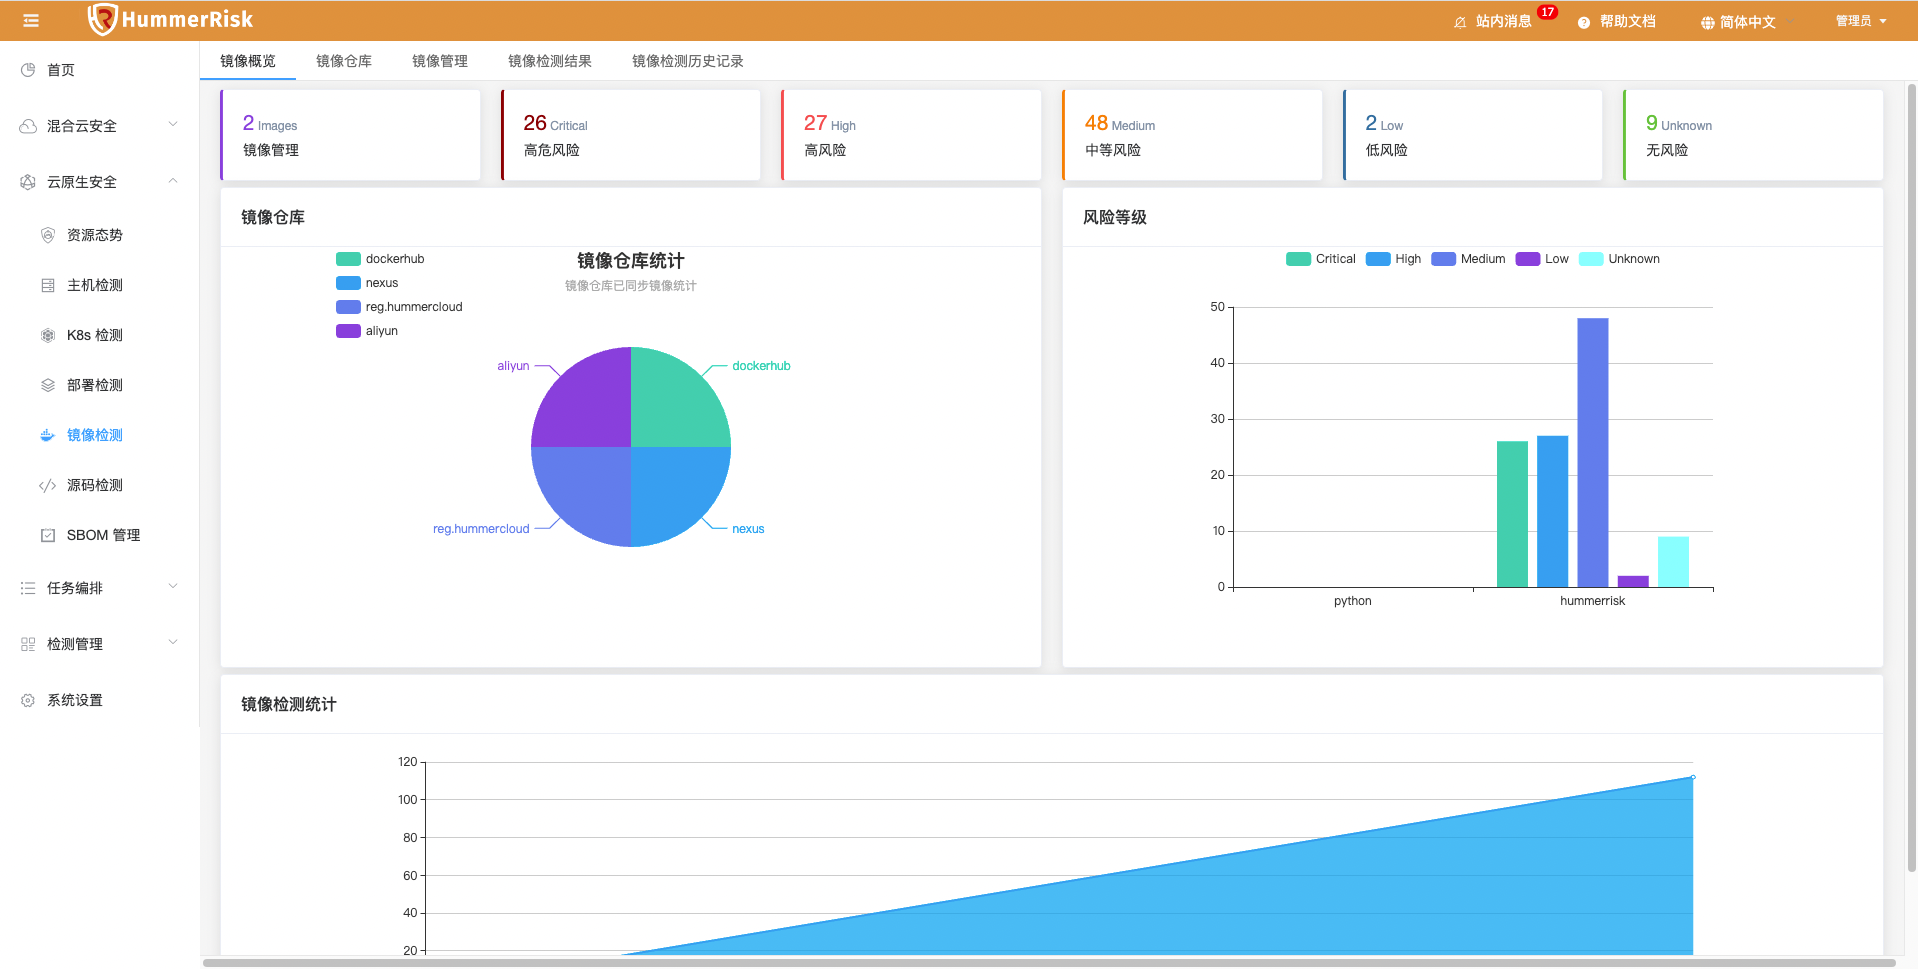 HummerRisk
站内消息 17
帮助文档
简体中文
管理员
首页
混合云安全
云原生安全
资源态势
主机检测
K8s 检测
部署检测
镜像检测
源码检测
SBOM 管理
任务编排
检测管理
系统设置
镜像概览 镜像仓库 镜像管理 镜像检测结果 镜像检测历史记录
2 Images
镜像管理
26 Critical
高危风险
27 High
高风险
48 Medium
中等风险
2 Low
低风险
9 Unknown
无风险
镜像仓库
dockerhub
nexus
reg.hummercloud
aliyun
镜像仓库统计
镜像仓库已同步镜像统计
aliyun
dockerhub
reg.hummercloud
nexus
风险等级
Critical High Medium Low Unknown
50
40
30
20
10
0
python hummerrisk
镜像检测统计
120
100
80
60
40
20